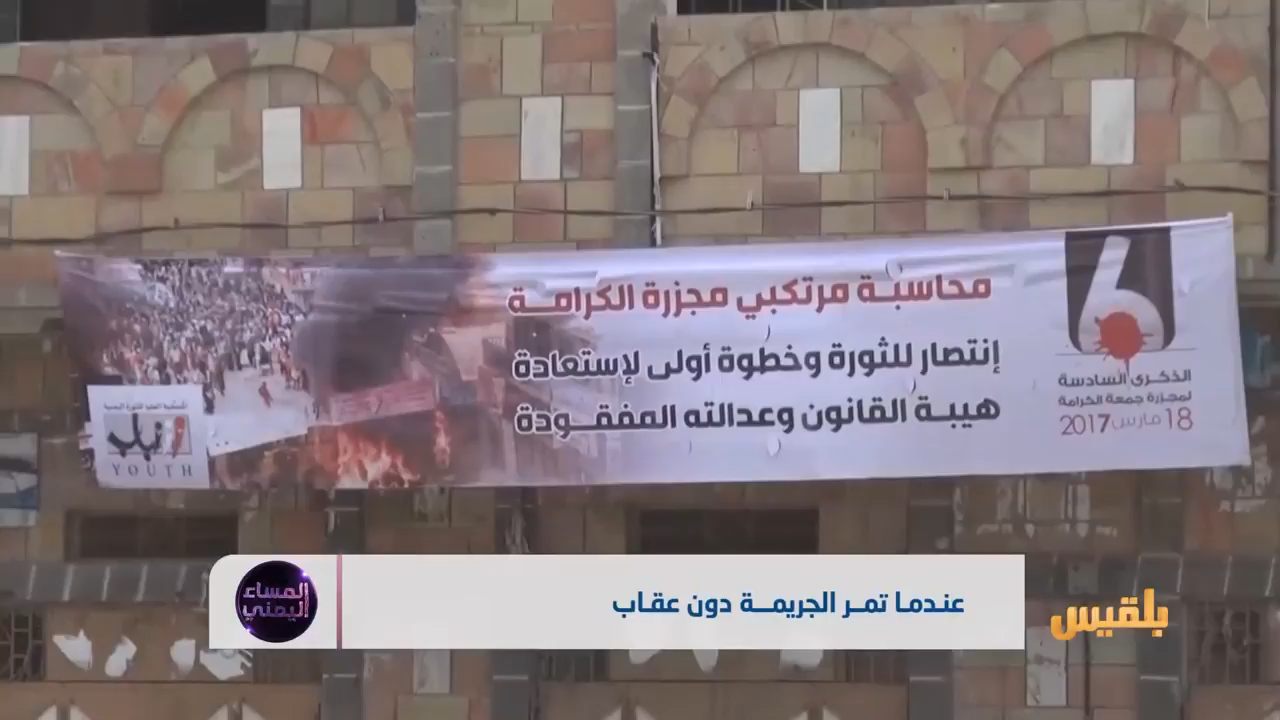 محاسبة مرتكبي مجزرة الكرامة
إنتصار للثورة وخطوة أولى لإستعادة
هيبة القانون وعدالته المفقودة
6
الذكرى السادسة
لمجزرة جمعة الكرامة
18 مارس 2017
YOUTH
المساء
اليمني
عندما تمر الجريمة دون عقاب
بلقيس